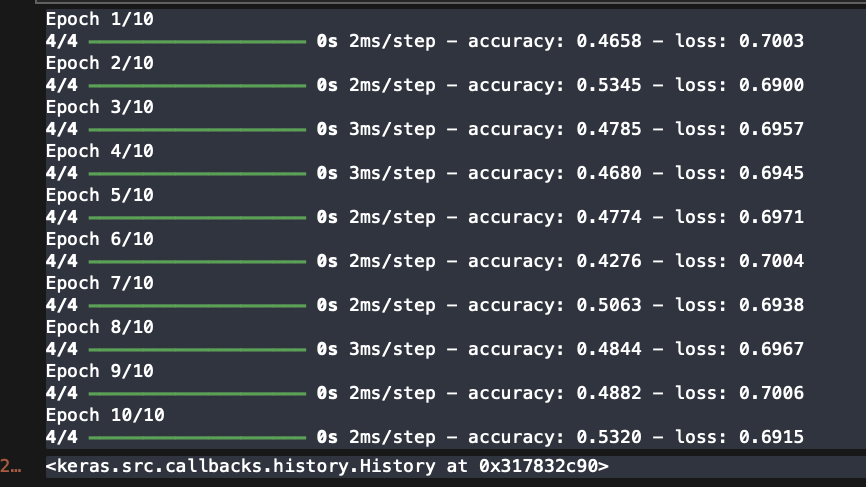 Epoch 1/10
4/4 ━━━━━━━━━━━━━━━━━━━━ 0s 2ms/step - accuracy: 0.4658 - loss: 0.7003
Epoch 2/10
4/4 ━━━━━━━━━━━━━━━━━━━━ 0s 2ms/step - accuracy: 0.5345 - loss: 0.6900
Epoch 3/10
4/4 ━━━━━━━━━━━━━━━━━━━━ 0s 3ms/step - accuracy: 0.4785 - loss: 0.6957
Epoch 4/10
4/4 ━━━━━━━━━━━━━━━━━━━━ 0s 3ms/step - accuracy: 0.4680 - loss: 0.6945
Epoch 5/10
4/4 ━━━━━━━━━━━━━━━━━━━━ 0s 2ms/step - accuracy: 0.4774 - loss: 0.6971
Epoch 6/10
4/4 ━━━━━━━━━━━━━━━━━━━━ 0s 2ms/step - accuracy: 0.4276 - loss: 0.7004
Epoch 7/10
4/4 ━━━━━━━━━━━━━━━━━━━━ 0s 2ms/step - accuracy: 0.5063 - loss: 0.6938
Epoch 8/10
4/4 ━━━━━━━━━━━━━━━━━━━━ 0s 3ms/step - accuracy: 0.4844 - loss: 0.6967
Epoch 9/10
4/4 ━━━━━━━━━━━━━━━━━━━━ 0s 2ms/step - accuracy: 0.4882 - loss: 0.7006
Epoch 10/10
4/4 ━━━━━━━━━━━━━━━━━━━━ 0s 2ms/step - accuracy: 0.5320 - loss: 0.6915
2… <keras.src.callbacks.history.History at 0x317832c90>